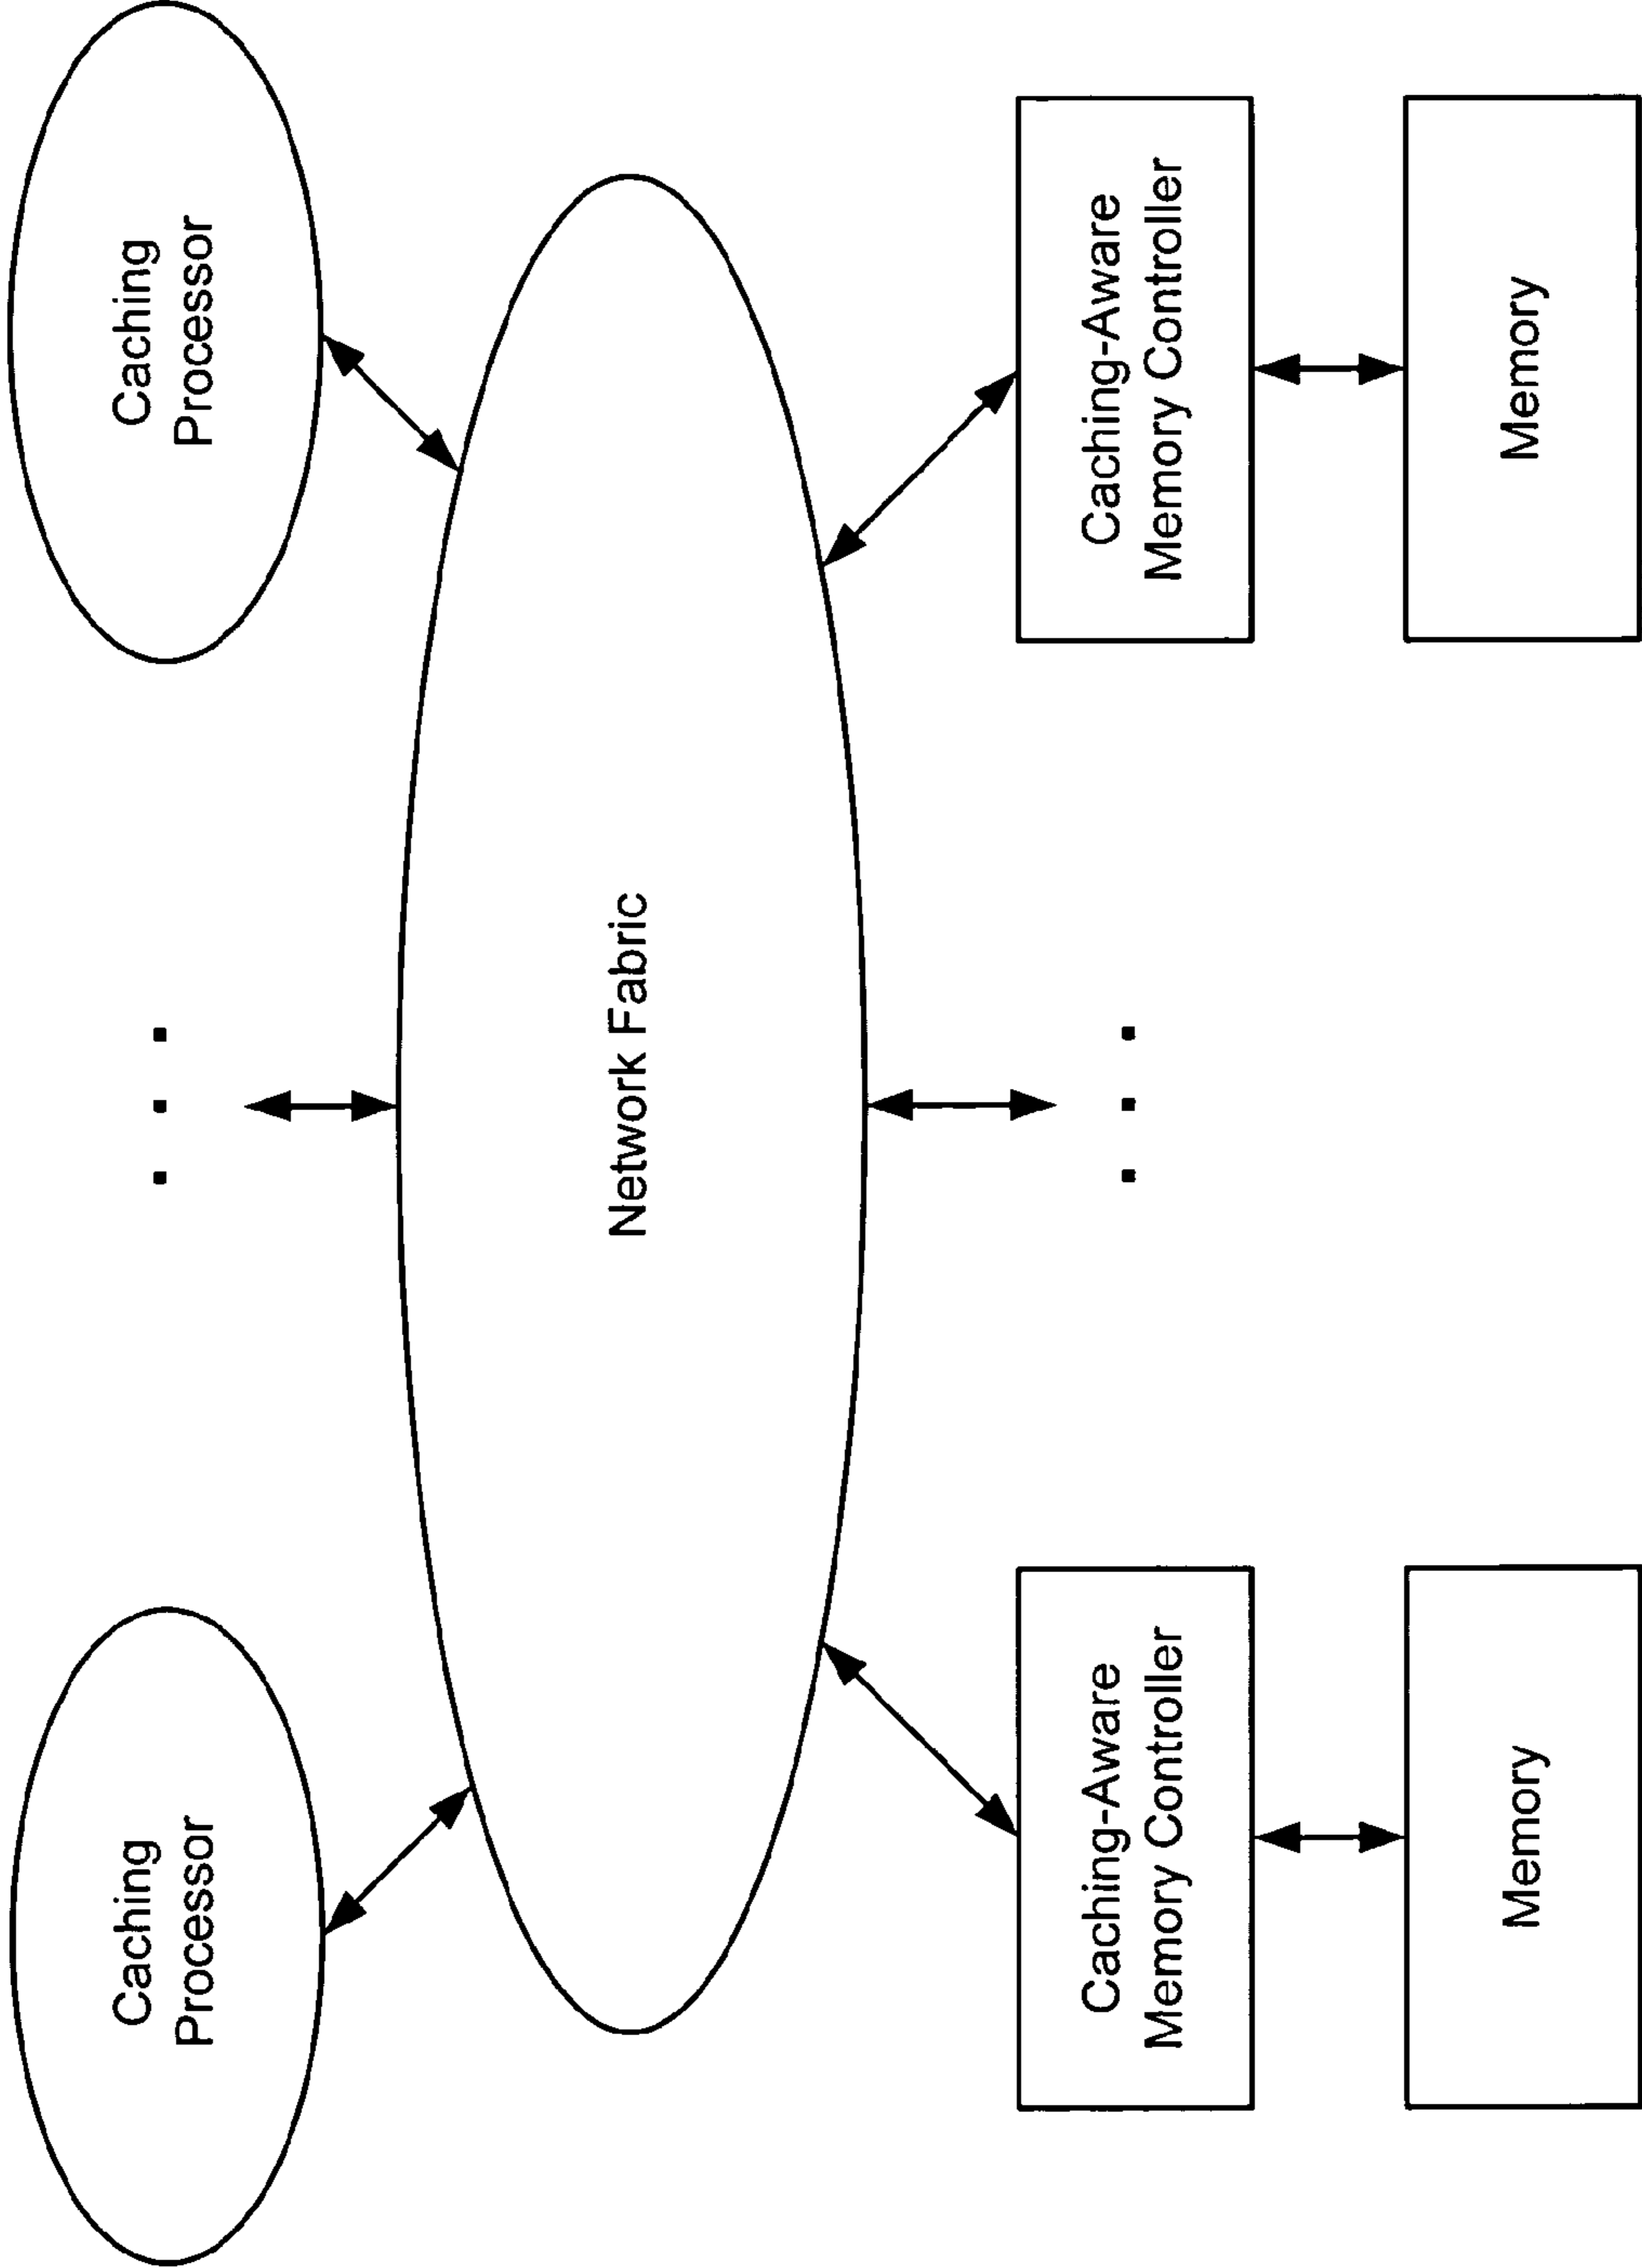 Caching
Processor
. . .
Caching
Processor
Network Fabric
Caching-Aware
Memory Controller
. . .
Caching-Aware
Memory Controller
Memory
Memory